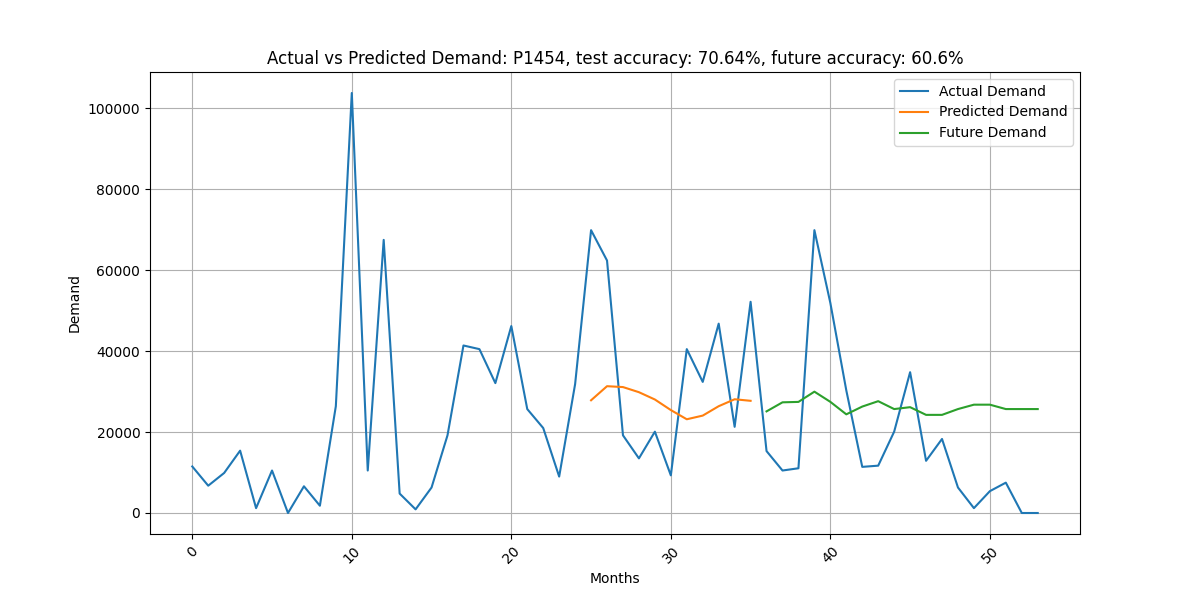 Actual vs Predicted Demand: P1454, test accuracy: 70.64%, future accuracy: 60.6%
Actual Demand
Predicted Demand
Future Demand
100000
80000
60000
40000
20000
0
Demand
0 10 20 30 40 50
Months